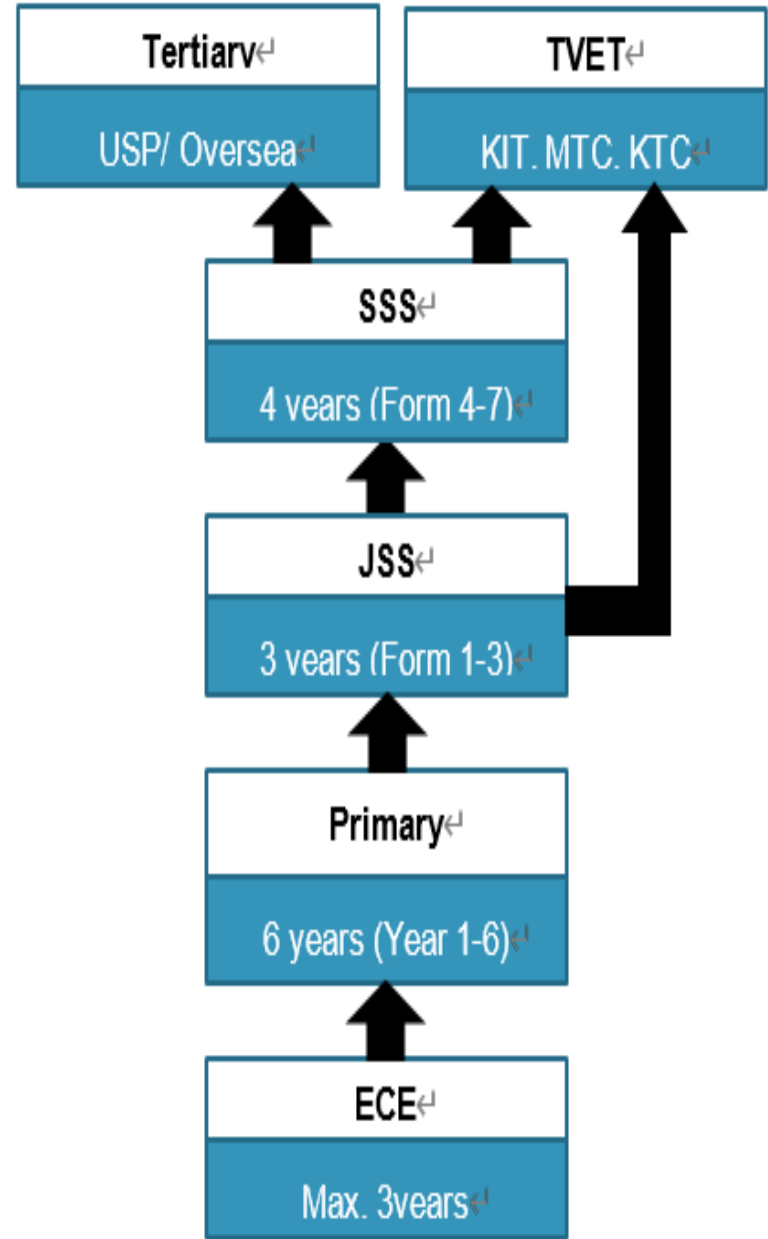 Tertiarv↵
USP/ Oversea↵
TVET↵
KIT. MTC. KTC↵
SSS↵
4 vears (Form 4-7)↵
JSS↵
3 vears (Form 1-3)↵
Primary↵
6 years (Year 1-6)↵
ECE↵
Max. 3vears↵